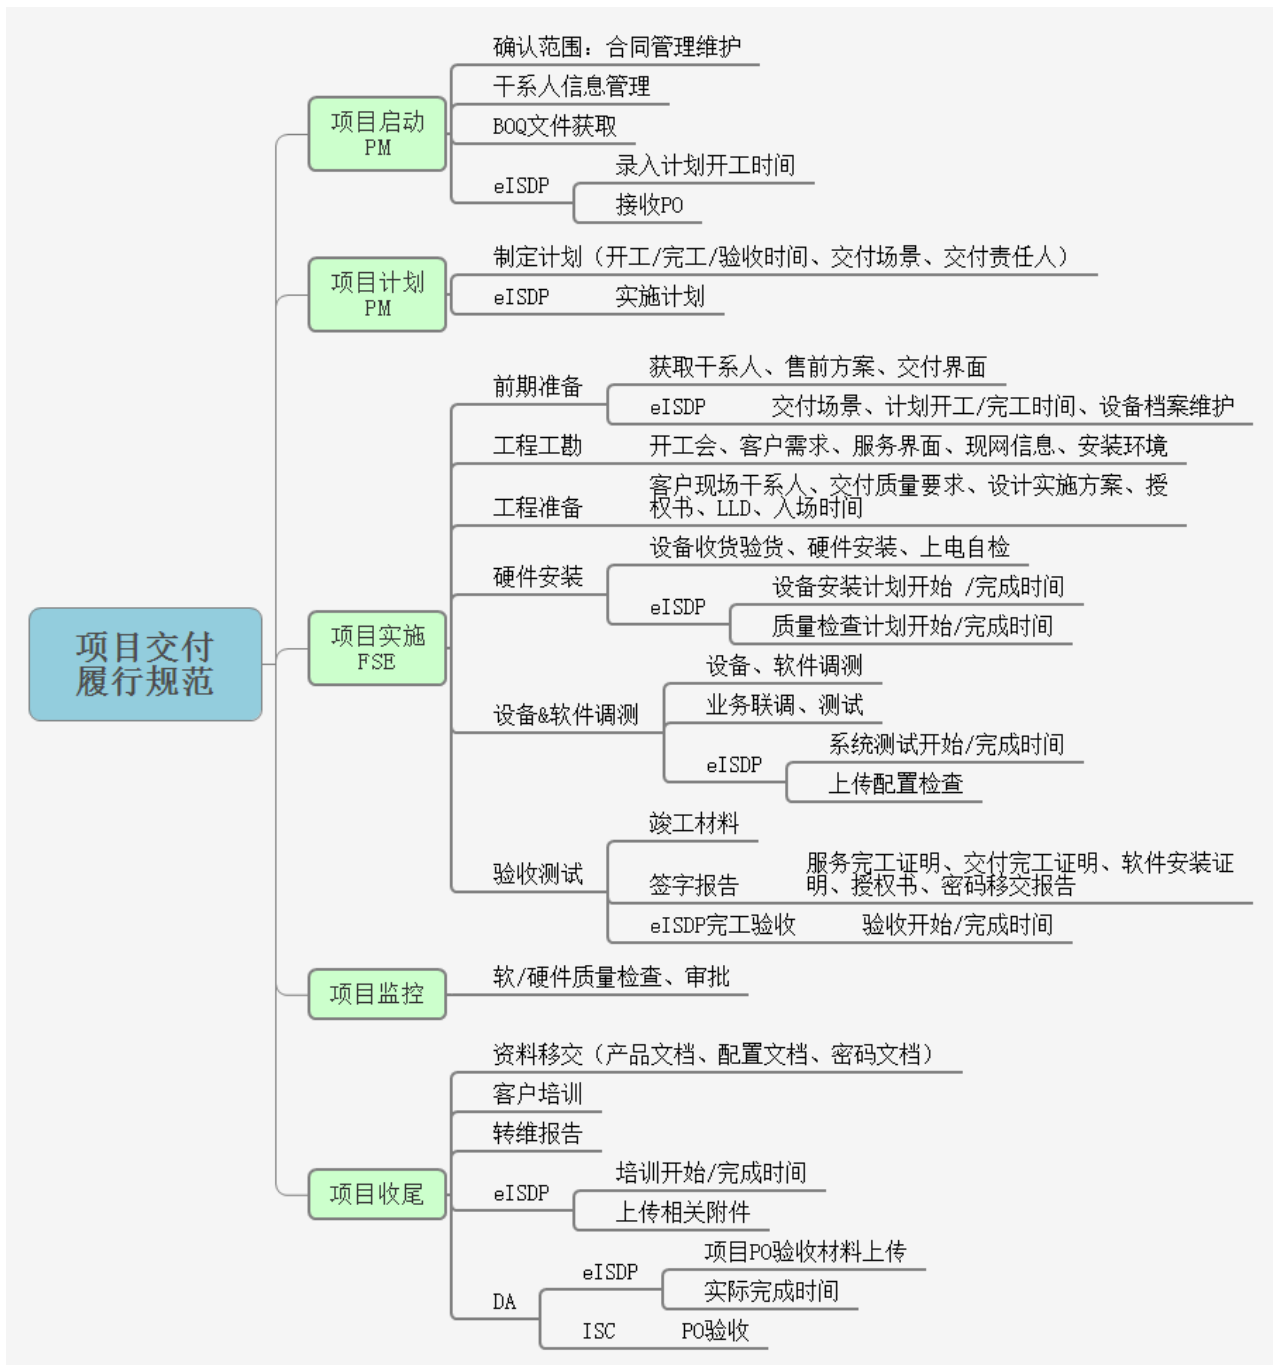 确认范围：合同管理维护
干系人信息管理
项目启动
PM
BOQ文件获取
eISDP
录入计划开工时间
接收PO
制定计划（开工/完工/验收时间、交付场景、交付责任人）
项目计划
PM
eISDP
实施计划
前期准备
获取干系人、售前方案、交付界面
eISDP
交付场景、计划开工/完工时间、设备档案维护
工程工勘
开工会、客户需求、服务界面、现网信息、安装环境
工程准备
客户现场干系人、交付质量要求、设计实施方案、授
权书、LLD、入场时间
硬件安装
设备收货验货、硬件安装、上电自检
eISDP
设备安装计划开始 /完成时间
质量检查计划开始/完成时间
项目交付
履行规范
项目实施
FSE
设备&软件调测
设备、软件调测
业务联调、测试
eISDP
系统测试开始/完成时间
上传配置检查
验收测试
竣工材料
签字报告
服务完工证明、交付完工证明、软件安装证
明、授权书、密码移交报告
eISDP完工验收
验收开始/完成时间
项目监控
软/硬件质量检查、审批
资料移交（产品文档、配置文档、密码文档）
客户培训
转维报告
项目收尾
eISDP
培训开始/完成时间
上传相关附件
DA
eISDP
项目PO验收材料上传
实际完成时间
ISC
PO验收